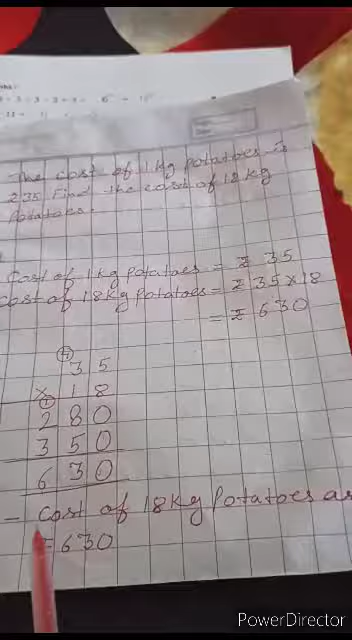 The cost of 1kg potatoes is
₹35. Find the cost of 18 kg
Potatoes.
Cost of 1kg potatoes = ₹ 35
Cost of 18kg Potatoes = ₹ 35 × 18
= ₹ 630
④
3 5
× 1 8
①
2 8 0
3 5 0
6 3 0
- Cost of 18kg Potatoes are
= 630
PowerDirector